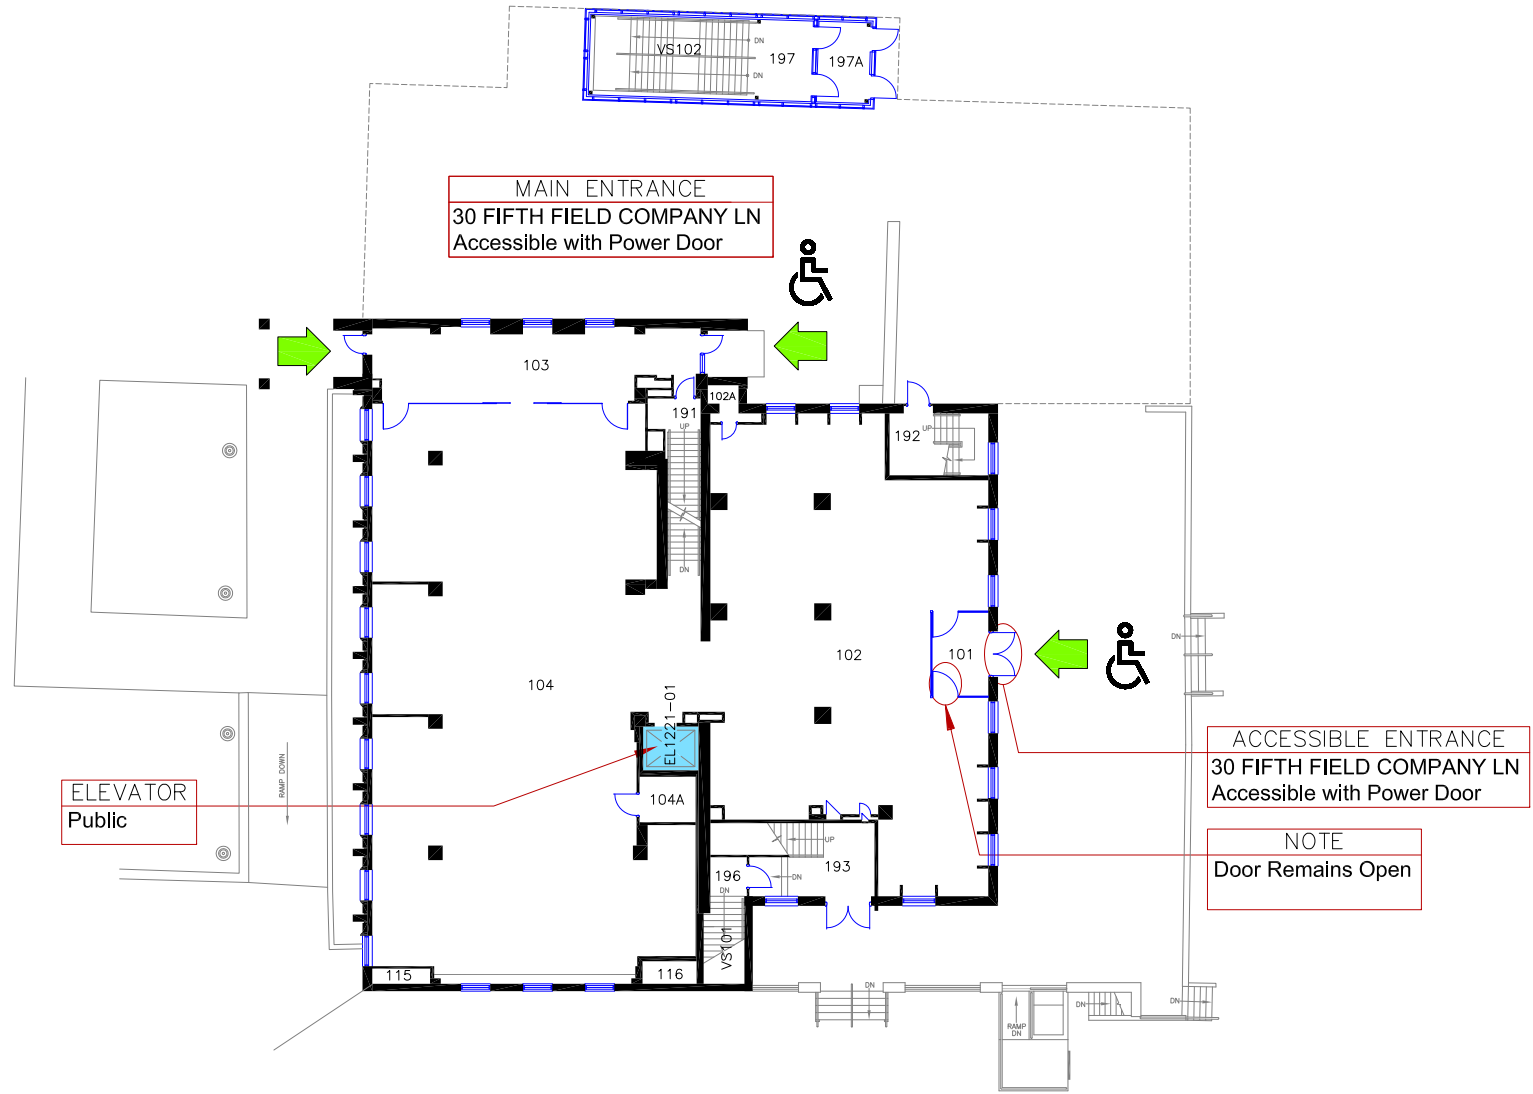 VS102
DN
DN
197
197A
MAIN ENTRANCE
30 FIFTH FIELD COMPANY LN
Accessible with Power Door
103
102A
191
UP
192
UP
DN
102
101
DN
104
EL1221-01
RAMP DOWN
ELEVATOR
Public
104A
ACCESSIBLE ENTRANCE
30 FIFTH FIELD COMPANY LN
Accessible with Power Door
NOTE
Door Remains Open
UP
193
196
DN
DN
VS101
115
116
DN
RAMP
DN
DN
DN